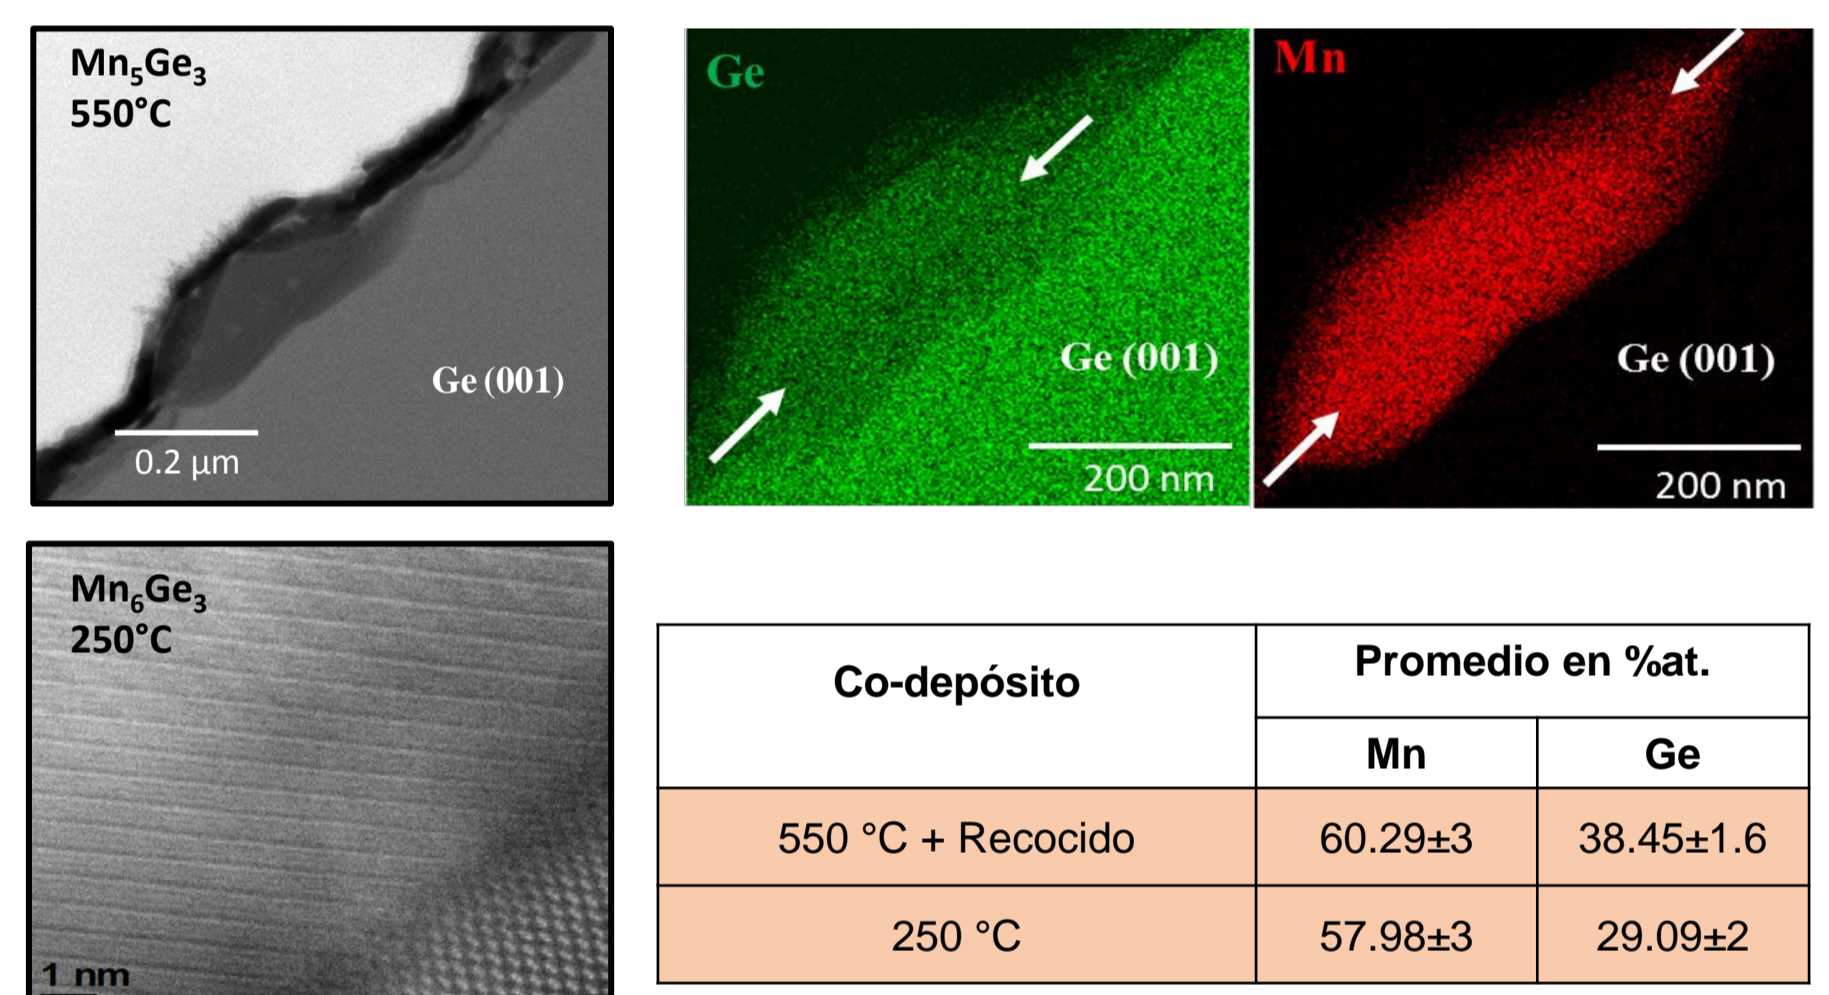 Mn₅Ge₃
550°C
Ge (001)
0.2 µm
Ge
Ge (001)
200 nm
Mn
Ge (001)
200 nm
Mn₆Ge₃
250°C
1 nm
Co-depósito
Promedio en %at.
Mn Ge
550 °C + Recocido 60.29±3 38.45±1.6
250 °C 57.98±3 29.09±2